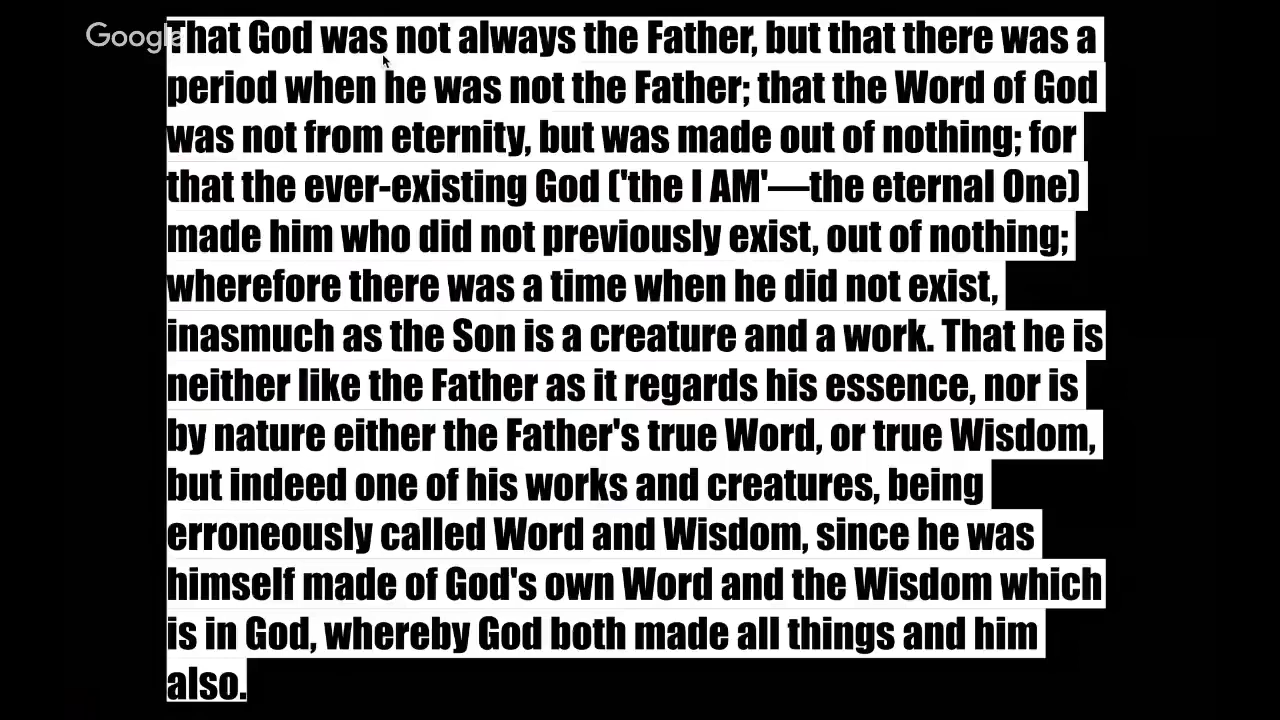 Google
That God was not always the Father, but that there was a
period when he was not the Father; that the Word of God
was not from eternity, but was made out of nothing; for
that the ever-existing God ('the I AM'—the eternal One)
made him who did not previously exist, out of nothing;
wherefore there was a time when he did not exist,
inasmuch as the Son is a creature and a work. That he is
neither like the Father as it regards his essence, nor is
by nature either the Father's true Word, or true Wisdom,
but indeed one of his works and creatures, being
erroneously called Word and Wisdom, since he was
himself made of God's own Word and the Wisdom which
is in God, whereby God both made all things and him
also.